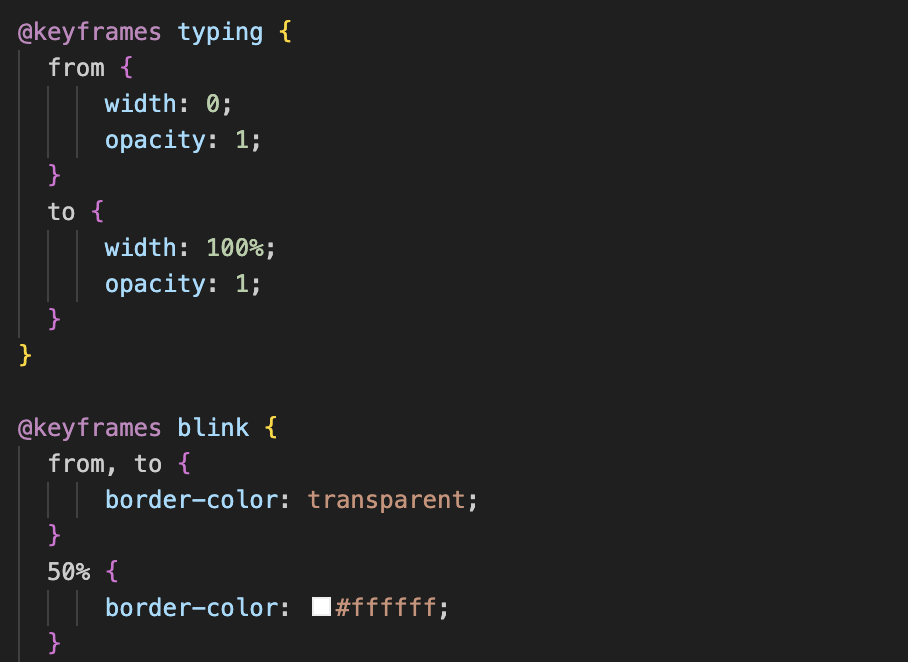 @keyframes typing {
from {
width: 0;
opacity: 1;
}
to {
width: 100%;
opacity: 1;
}
}
@keyframes blink {
from, to {
border-color: transparent;
}
50% {
border-color: #ffffff;
}